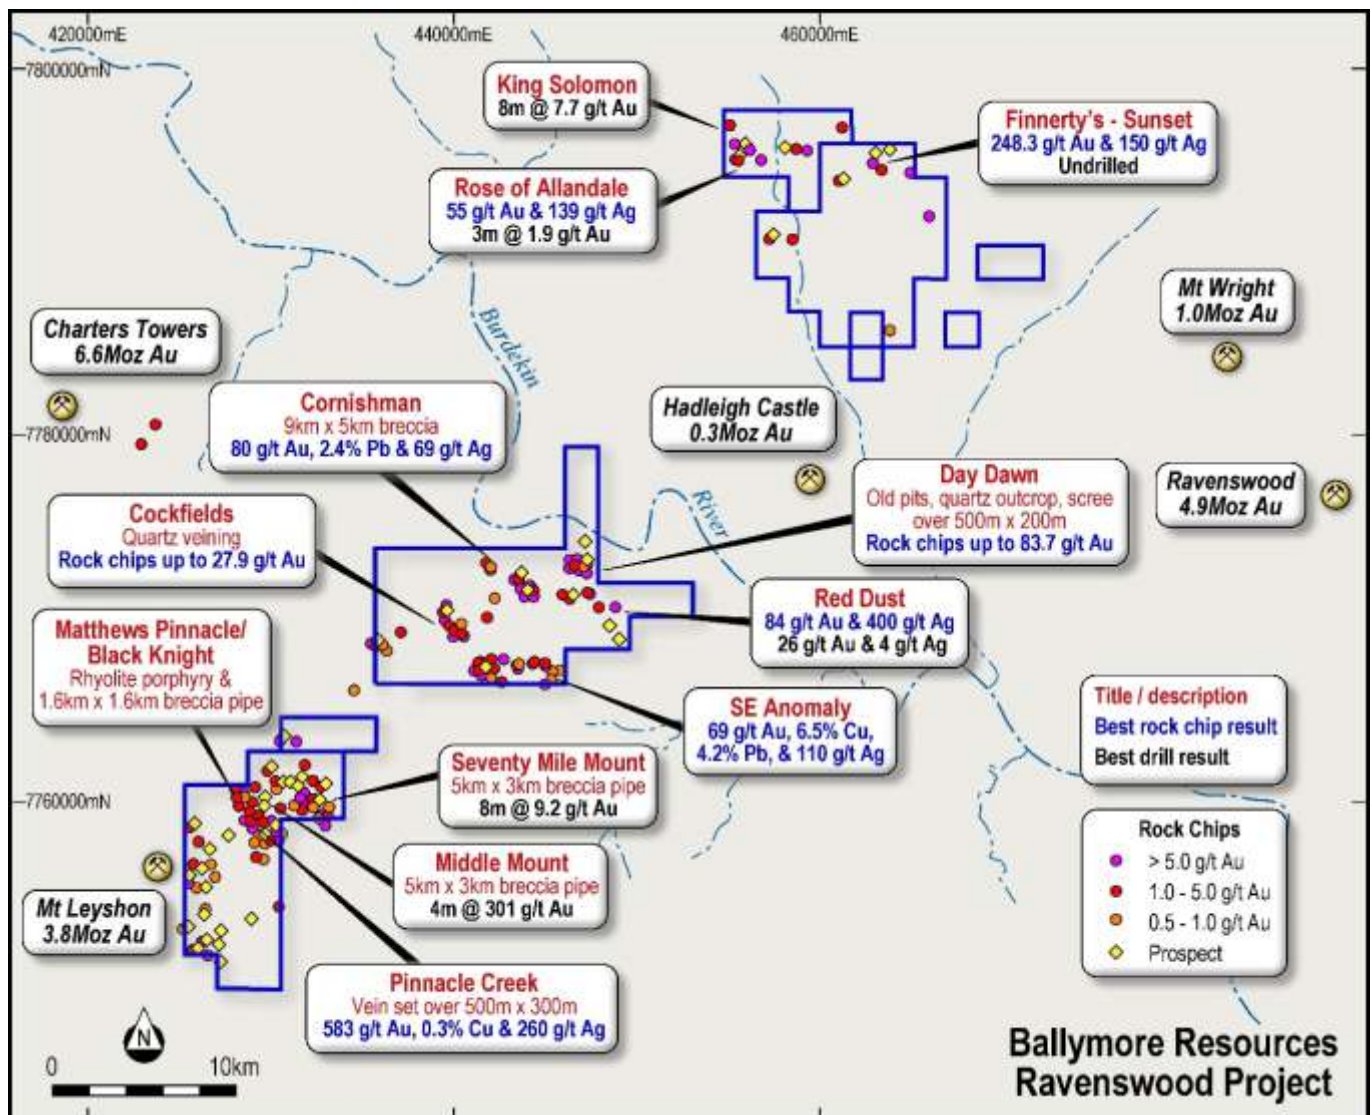 420000mE
440000mE
460000mE
7800000mN
King Solomon
8m @ 7.7 g/t Au
Finnerty's - Sunset
248.3 g/t Au & 150 g/t Ag
Undrilled
Rose of Allandale
55 g/t Au & 139 g/t Ag
3m @ 1.9 g/t Au
Mt Wright
1.0Moz Au
Charters Towers
6.6Moz Au
Burdekin
River
Cornishman
9km x 5km breccia
80 g/t Au, 2.4% Pb & 69 g/t Ag
Hadleigh Castle
0.3Moz Au
7780000mN
Day Dawn
Old pits, quartz outcrop, scree
over 500m x 200m
Rock chips up to 83.7 g/t Au
Ravenswood
4.9Moz Au
Cockfields
Quartz veining
Rock chips up to 27.9 g/t Au
Red Dust
84 g/t Au & 400 g/t Ag
26 g/t Au & 4 g/t Ag
Matthews Pinnacle/
Black Knight
Rhyolite porphyry &
1.6km x 1.6km breccia pipe
SE Anomaly
69 g/t Au, 6.5% Cu,
4.2% Pb, & 110 g/t Ag
Title / description
Best rock chip result
Best drill result
Seventy Mile Mount
5km x 3km breccia pipe
8m @ 9.2 g/t Au
7760000mN
Middle Mount
5km x 3km breccia pipe
4m @ 301 g/t Au
Rock Chips
> 5.0 g/t Au
1.0 - 5.0 g/t Au
0.5 - 1.0 g/t Au
Prospect
Mt Leyshon
3.8Moz Au
Pinnacle Creek
Vein set over 500m x 300m
583 g/t Au, 0.3% Cu & 260 g/t Ag
N
0
10km
Ballymore Resources
Ravenswood Project